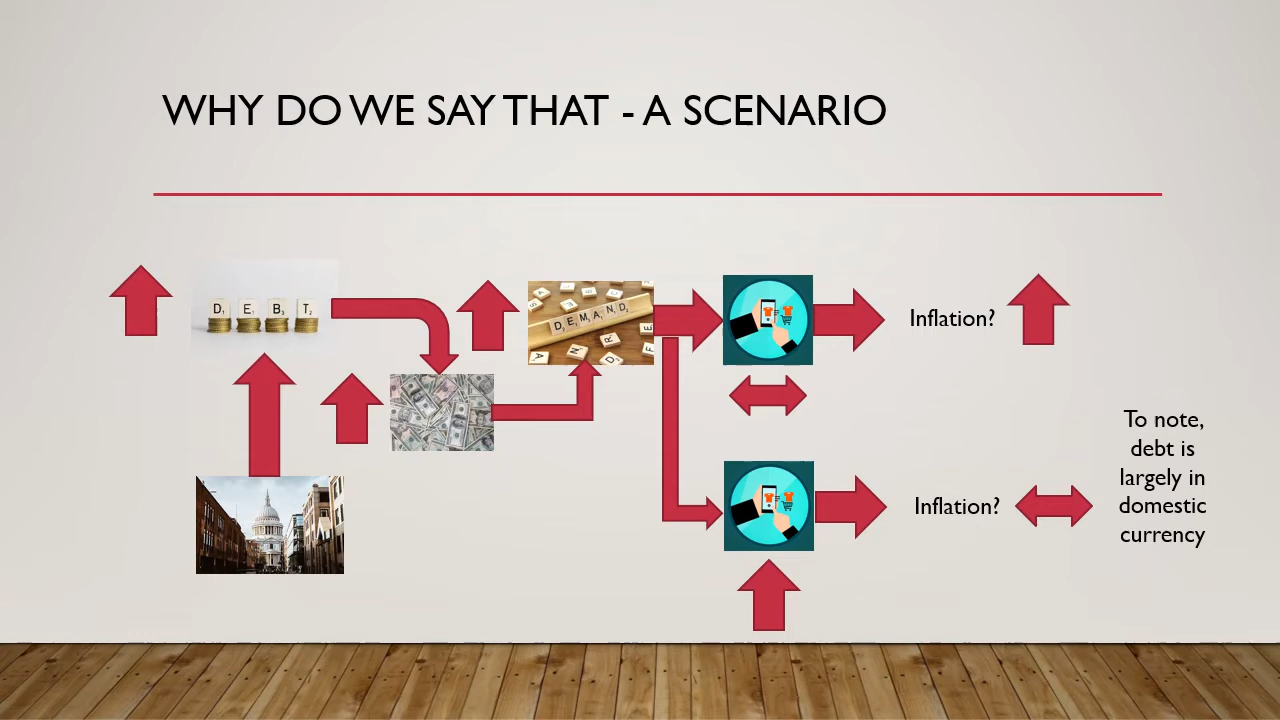 WHY DO WE SAY THAT - A SCENARIO
DEBT
DEMAND
Inflation?
Inflation?
To note,
debt is
largely in
domestic
currency